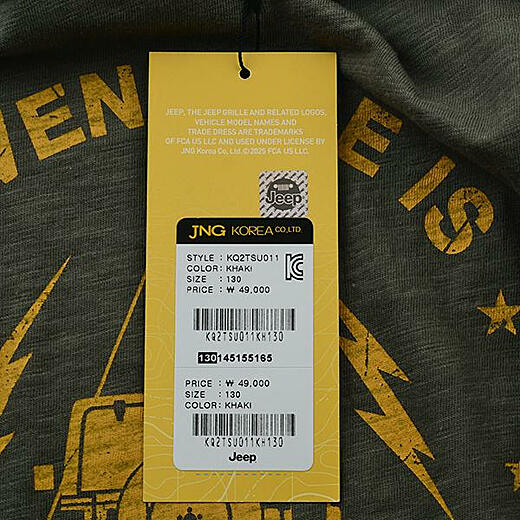 JEEP, THE JEEP GRILLE AND RELATED LOGOS,
VEHICLE MODEL NAMES AND
TRADE DRESS ARE TRADEMARKS
OF FCA US LLC AND USED UNDER LICENSE BY
JNG Korea Co, Ltd. ©2025 FCA US LLC.
EN E IS
Jeep
JNG KOREA CO.,LTD.
STYLE : KQ2TSU011
COLOR: KHAKI
SIZE : 130
PRICE : ₩ 49,000
KQ2TSU011KH130
130145155165
PRICE : ₩ 49,000
SIZE : 130
COLOR: KHAKI
KQ2TSU011KH130
Jeep